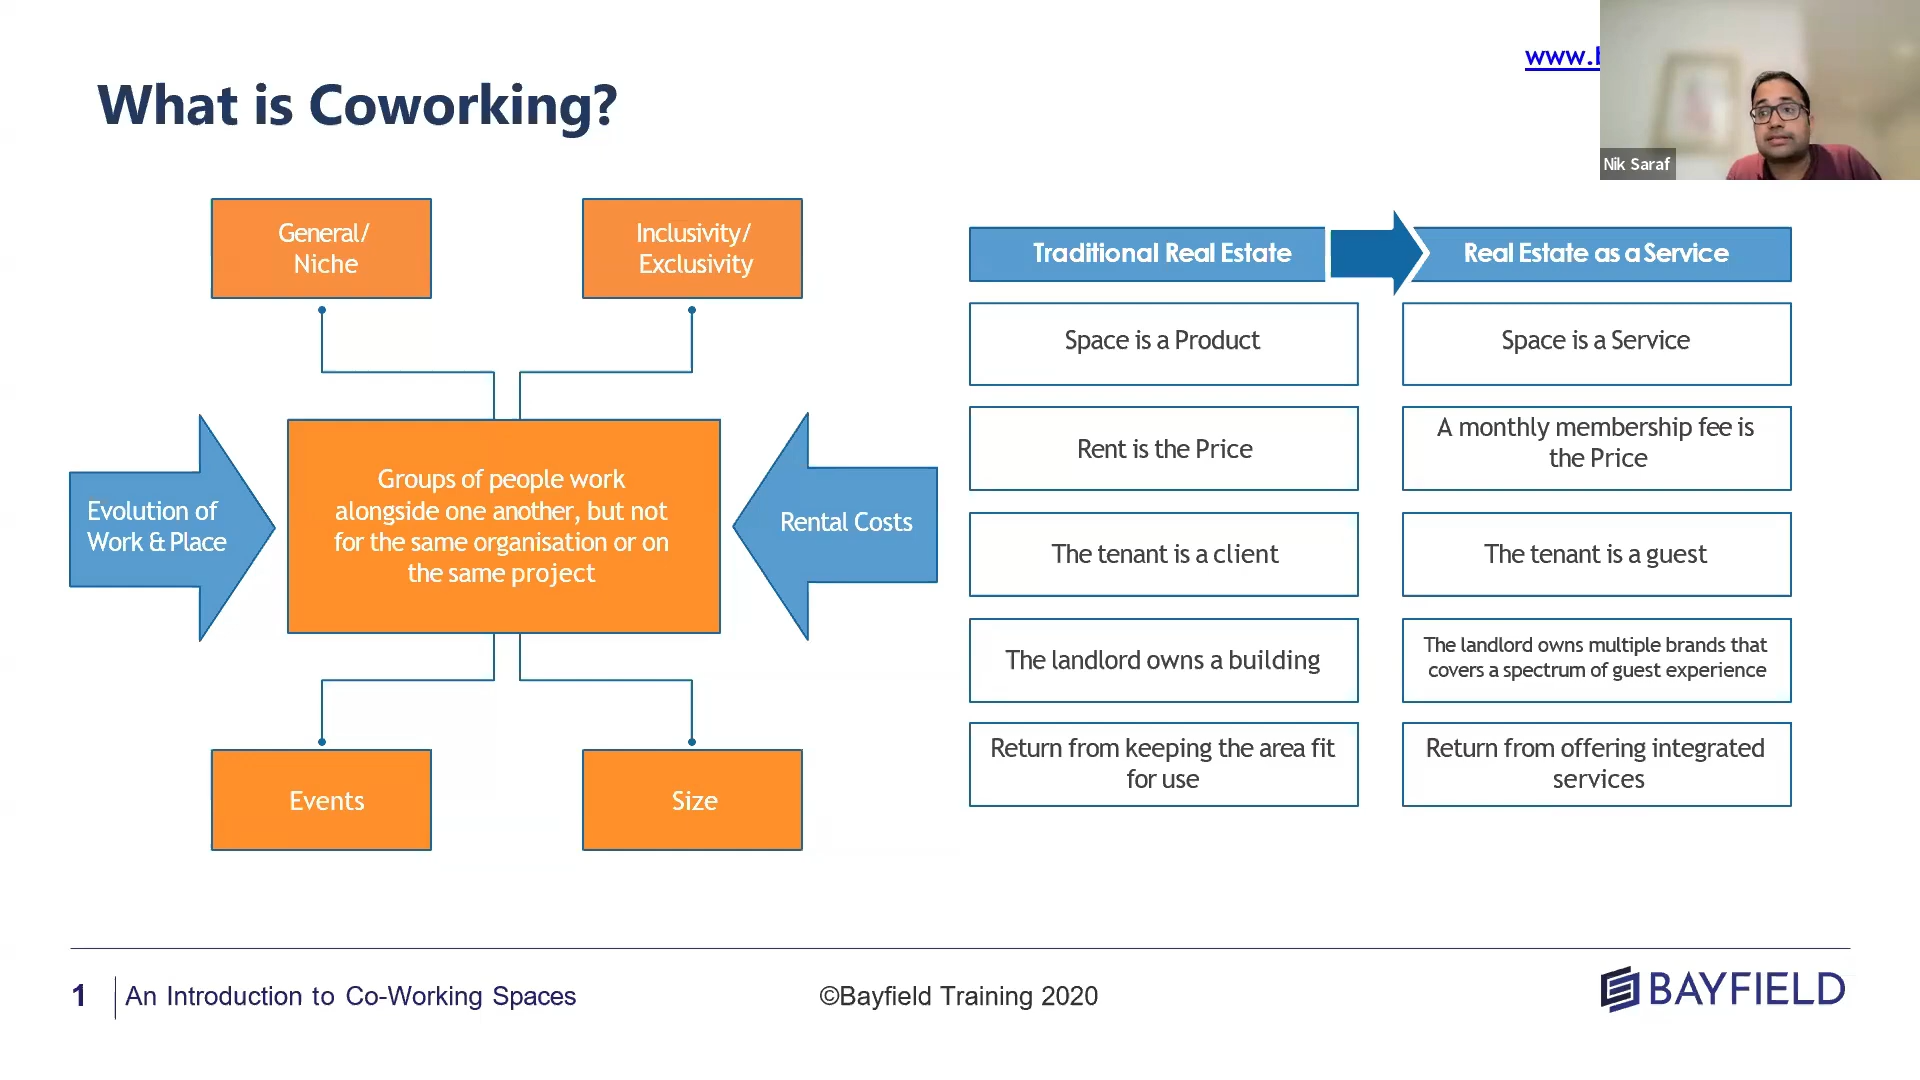 What is Coworking?
www.
Nik Saraf
General/
Niche
Inclusivity/
Exclusivity
Evolution of
Work & Place
Groups of people work
alongside one another, but not
for the same organisation or on
the same project
Rental Costs
Events
Size
Traditional Real Estate
Real Estate as a Service
Space is a Product
Space is a Service
Rent is the Price
A monthly membership fee is
the Price
The tenant is a client
The tenant is a guest
The landlord owns a building
The landlord owns multiple brands that
covers a spectrum of guest experience
Return from keeping the area fit
for use
Return from offering integrated
services
1
An Introduction to Co-Working Spaces
©Bayfield Training 2020
BAYFIELD